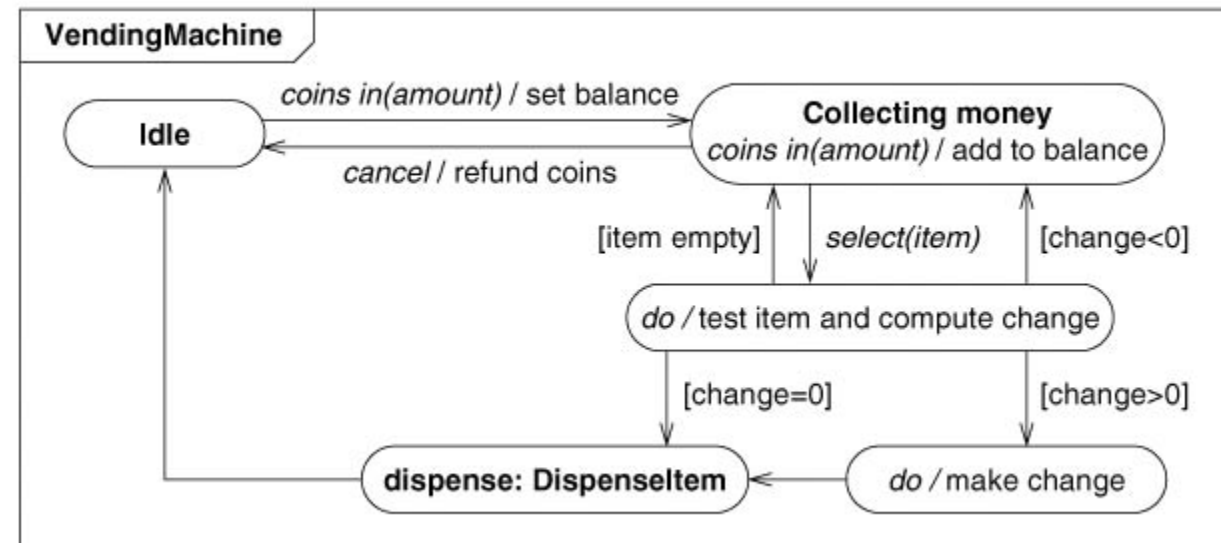 VendingMachine
coins in(amount) / set balance
Idle
Collecting money
coins in(amount) / add to balance
cancel / refund coins
[item empty]
select(item)
[change<0]
do / test item and compute change
[change=0]
[change>0]
dispense: DispenseItem
do / make change